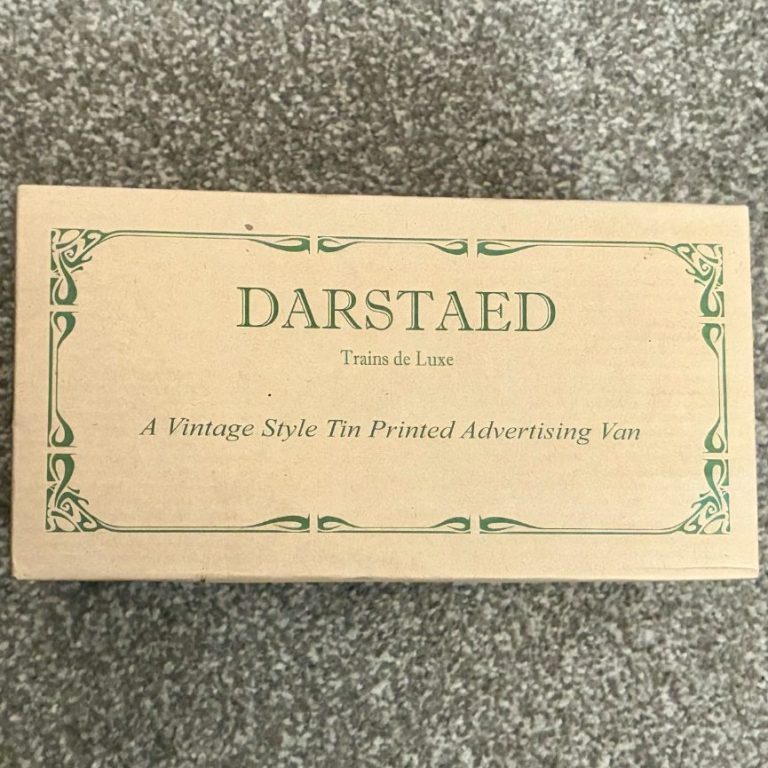 DARSTAED
Trains de Luxe
A Vintage Style Tin Printed Advertising Van